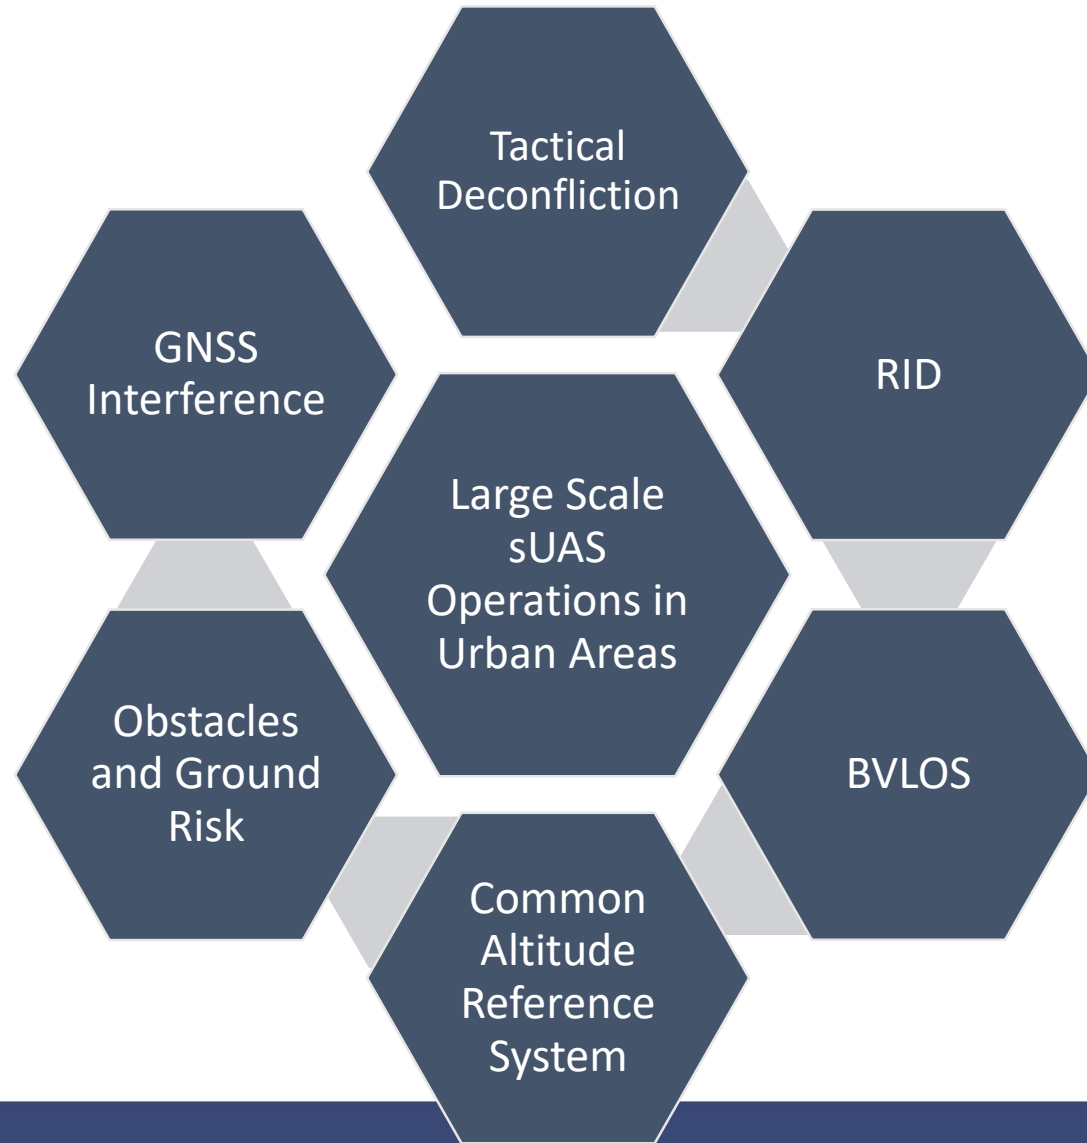 Tactical
Deconfliction
RID
BVLOS
Common
Altitude
Reference
System
Obstacles
and Ground
Risk
GNSS
Interference
Large Scale
sUAS
Operations in
Urban Areas